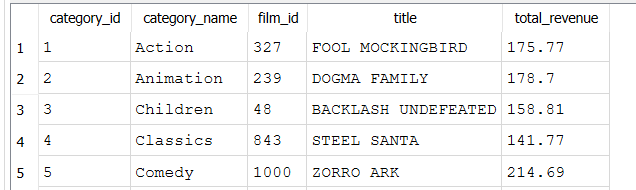 category_id category_name film_id title total_revenue
1 1 Action 327 FOOL MOCKINGBIRD 175.77
2 2 Animation 239 DOGMA FAMILY 178.7
3 3 Children 48 BACKLASH UNDEFEATED 158.81
4 4 Classics 843 STEEL SANTA 141.77
5 5 Comedy 1000 ZORRO ARK 214.69